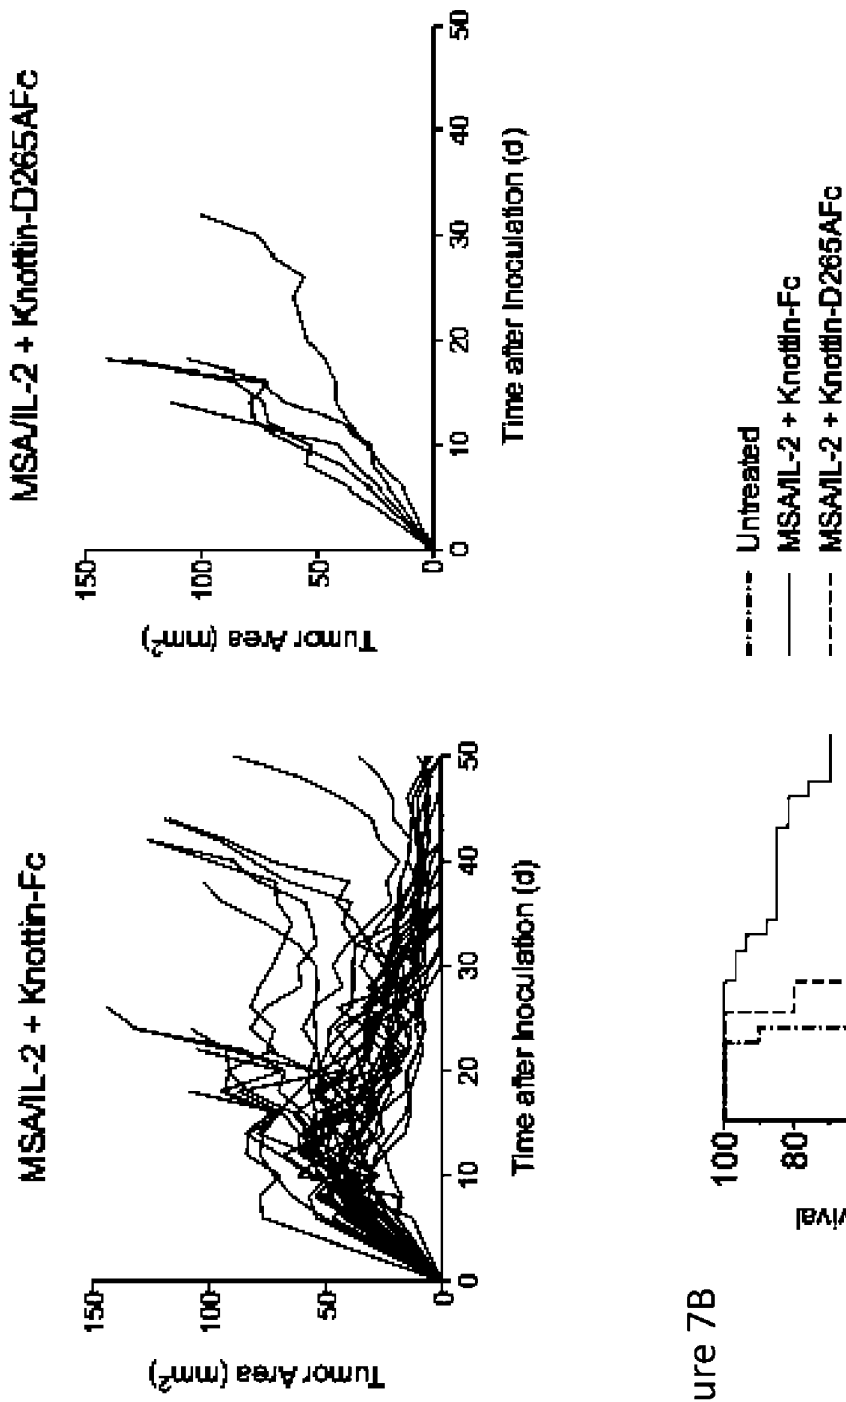 MSA/IL-2 + Knottin-Fc
150
100
50
0
Tumor Area (mm²)
0 10 20 30 40 50
Time after Inoculation (d)
MSA/IL-2 + Knottin-D265AFc
150
100
50
0
Tumor Area (mm²)
0 10 20 30 40 50
Time after Inoculation (d)
ure 7B
100
80
vival
Untreated
MSA/IL-2 + Knottin-Fc
MSA/IL-2 + Knottin-D265AFc